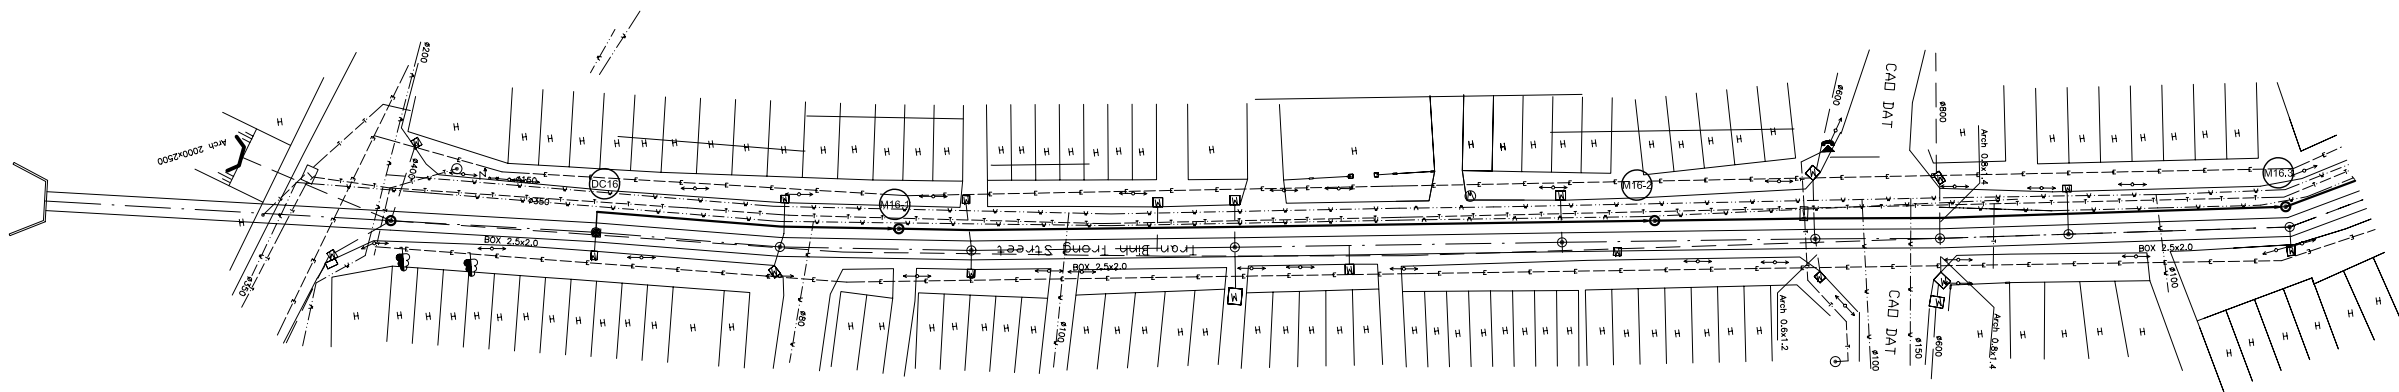 ø200
Arch 2000x2500
ø400
ø150
ø350
ø350
DC16
M16.1
M16-2
M16.3
BOX 2.5x2.0
BOX 2.5x2.0
BOX 2.5x2.0
Tran Binh Trong Street
ø80
ø100
ø600
CAO DAT
ø800
Arch 0.8x1.4
Arch 0.6x1.2
CAO DAT
ø100
ø150
ø600
Arch 0.8x1.4
ø100